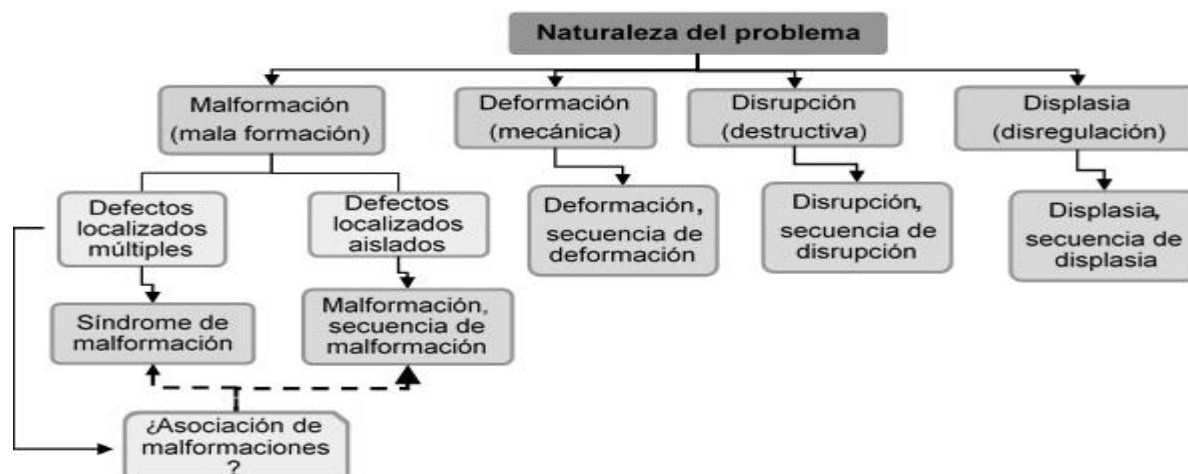 Naturaleza del problema
Malformación
(mala formación)
Deformación
(mecánica)
Disrupción
(destructiva)
Displasia
(disregulación)
Defectos
localizados
múltiples
Defectos
localizados
aislados
Deformación,
secuencia de
deformación
Disrupción,
secuencia de
disrupción
Displasia,
secuencia de
displasia
Síndrome de
malformación
Malformación,
secuencia de
malformación
¿Asociación de
malformaciones
?